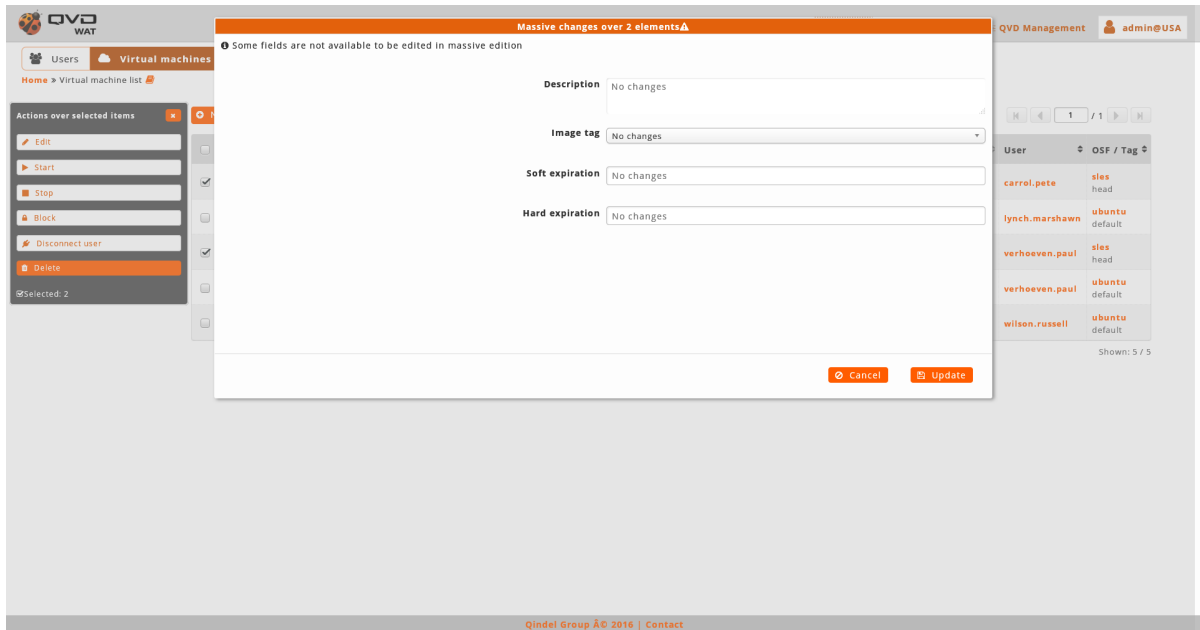 QVD
WAT
Massive changes over 2 elements
QVD Management
admin@USA
Users
Virtual machines
Some fields are not available to be edited in massive edition
Home » Virtual machine list
Description
No changes
Actions over selected items
1
/ 1
Edit
Image tag
No changes
User
OSF / Tag
Start
Soft expiration
No changes
carrol.pete
sles
head
Stop
Block
Hard expiration
No changes
lynch.marshawn
ubuntu
default
Disconnect user
verhoeven.paul
sles
head
Delete
Selected: 2
verhoeven.paul
ubuntu
default
wilson.russell
ubuntu
default
Shown: 5 / 5
Cancel
Update
Qindel Group Â© 2016 | Contact